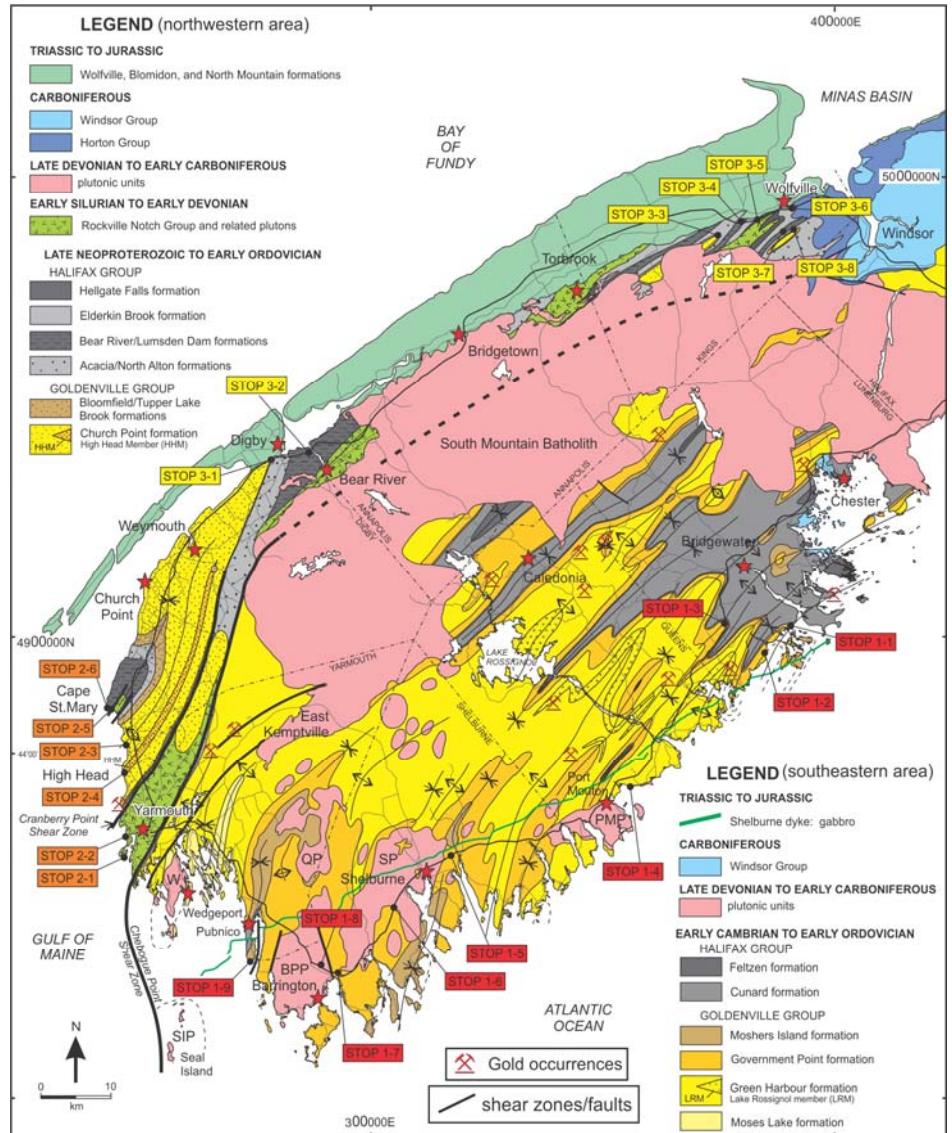 LEGEND (northwestern area)
TRIASSIC TO JURASSIC
Wolfville, Blomidon, and North Mountain formations
CARBONIFEROUS
Windsor Group
Horton Group
LATE DEVONIAN TO EARLY CARBONIFEROUS
plutonic units
EARLY SILURIAN TO EARLY DEVONIAN
Rockville Notch Group and related plutons
LATE NEOPROTEROZOIC TO EARLY ORDOVICIAN
HALIFAX GROUP
Hellgate Falls formation
Elderkin Brook formation
Bear River/Lumsden Dam formations
Acacia/North Alton formations
GOLDENVILLE GROUP
Bloomfield/Tupper Lake
Brook formations
Church Point formation
HHM
High Head Member (HHM)
400000E
MINAS BASIN
BAY
OF
FUNDY
5000000N
STOP 3-5
STOP 3-4
Wolfville
STOP 3-3
STOP 3-6
Windsor
Torbrook
STOP 3-7
STOP 3-8
Bridgetown
KINGS
HALIFAX
LUNENBURG
STOP 3-2
South Mountain Batholith
Digby
STOP 3-1
Bear River
ANNAPOLIS
DIGBY
ANNAPOLIS
Chester
Weymouth
Bridgewater
Caledonia
Church
Point
STOP 1-3
4900000N
QUEENS
STOP 1-1
YARMOUTH
LAKE
ROSSIGNOL
STOP 2-6
Cape
St.Mary
STOP 1-2
STOP 2-5
East
Kemptville
SHELBURNE
STOP 2-3
44°00'
HHM
High Head
STOP 2-4
Port
Mouton
PMP
Yarmouth
Cranberry Point
Shear Zone
STOP 2-2
STOP 2-1
QP
SP
Shelburne
STOP 1-4
W
Wedgeport
Pubnico
STOP 1-8
GULF OF
MAINE
Chebogue Point
Shear Zone
STOP 1-5
STOP 1-6
BPP
Barrington
STOP 1-9
ATLANTIC
OCEAN
N
SIP
Seal
Island
STOP 1-7
0 10
km
Gold occurrences
shear zones/faults
300000E
LEGEND (southeastern area)
TRIASSIC TO JURASSIC
Shelburne dyke: gabbro
CARBONIFEROUS
Windsor Group
LATE DEVONIAN TO EARLY CARBONIFEROUS
plutonic units
EARLY CAMBRIAN TO EARLY ORDOVICIAN
HALIFAX GROUP
Feltzen formation
Cunard formation
GOLDENVILLE GROUP
Moshers Island formation
Government Point formation
Green Harbour formation
LRM
Lake Rossignol member (LRM)
Moses Lake formation